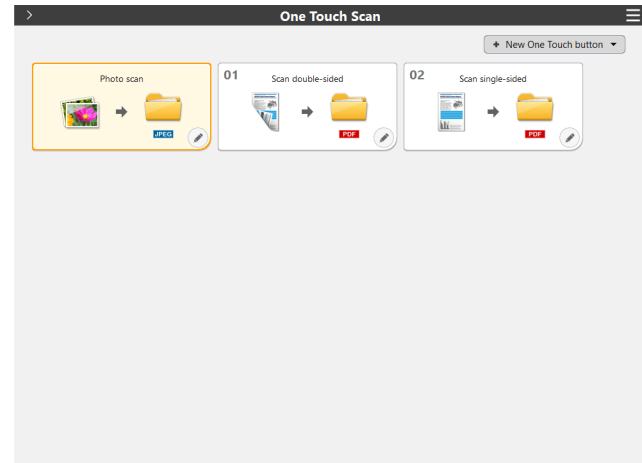 One Touch Scan
+ New One Touch button
Photo scan
JPEG
01 Scan double-sided
PDF
02 Scan single-sided
PDF